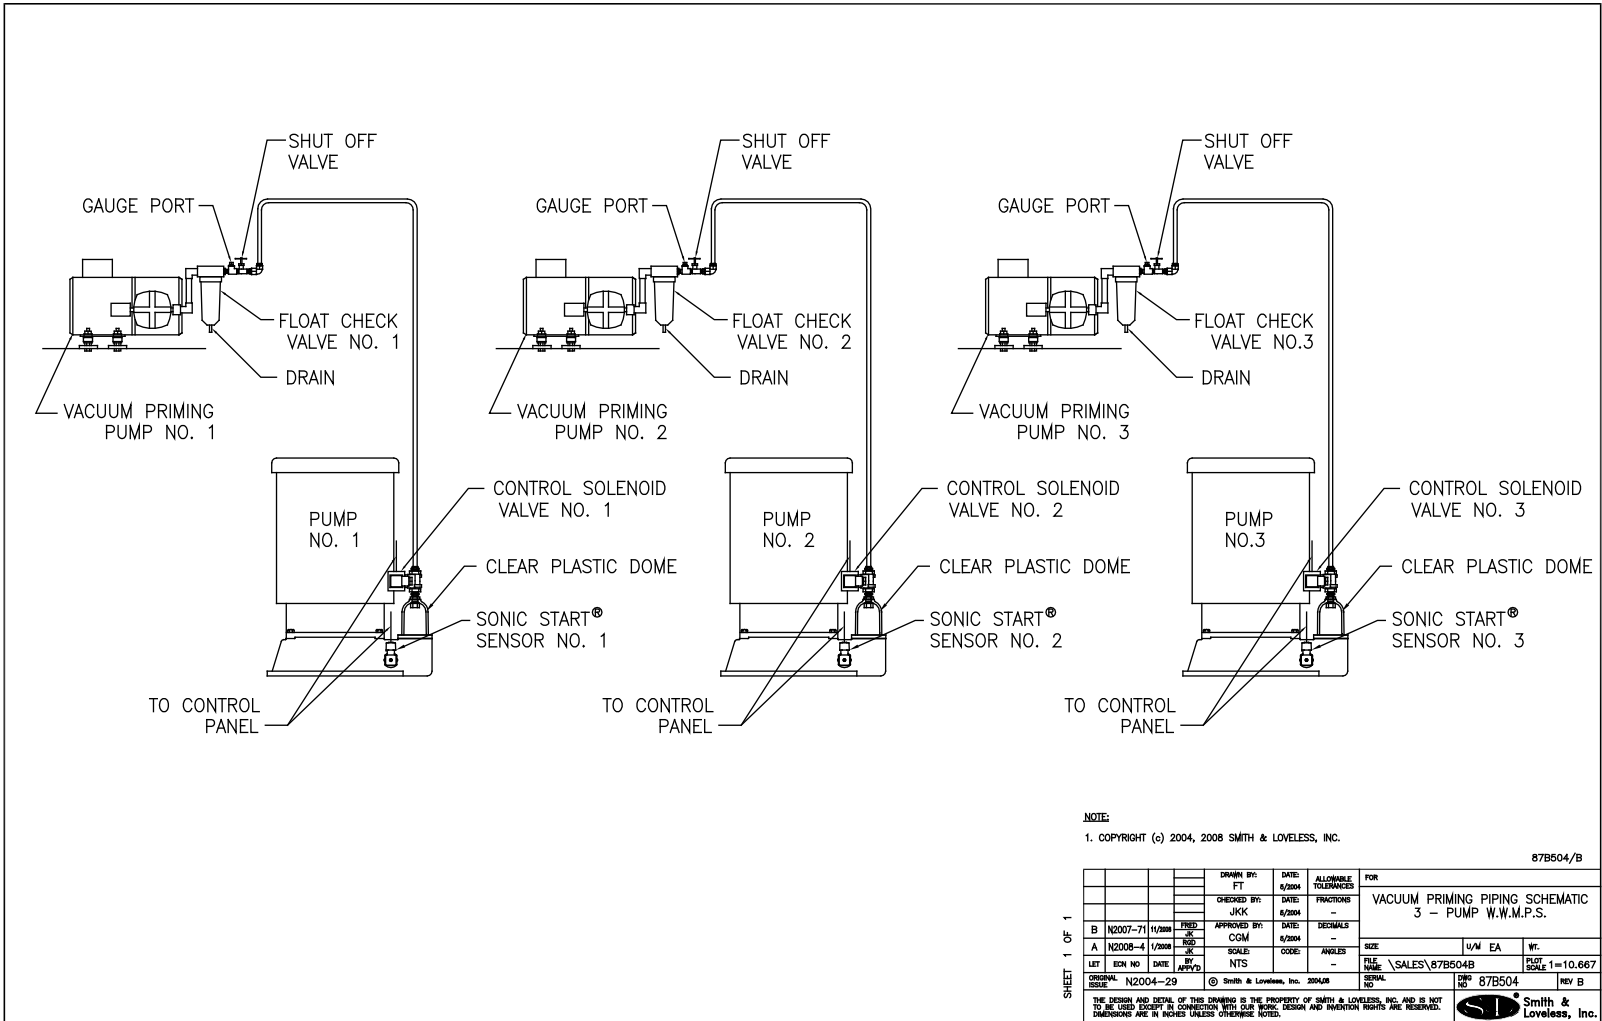 SHUT OFF
VALVE
GAUGE PORT
FLOAT CHECK
VALVE NO. 1
DRAIN
VACUUM PRIMING
PUMP NO. 1
PUMP
NO. 1
CONTROL SOLENOID
VALVE NO. 1
CLEAR PLASTIC DOME
SONIC START®
SENSOR NO. 1
TO CONTROL
PANEL
SHUT OFF
VALVE
GAUGE PORT
FLOAT CHECK
VALVE NO. 2
DRAIN
VACUUM PRIMING
PUMP NO. 2
PUMP
NO. 2
CONTROL SOLENOID
VALVE NO. 2
CLEAR PLASTIC DOME
SONIC START®
SENSOR NO. 2
TO CONTROL
PANEL
SHUT OFF
VALVE
GAUGE PORT
FLOAT CHECK
VALVE NO.3
DRAIN
VACUUM PRIMING
PUMP NO. 3
PUMP
NO.3
CONTROL SOLENOID
VALVE NO. 3
CLEAR PLASTIC DOME
SONIC START®
SENSOR NO. 3
TO CONTROL
PANEL
NOTE:
1. COPYRIGHT (c) 2004, 2008 SMITH & LOVELESS, INC.
87B504/B
SHEET 1 OF 1
B N2007-71 11/2008 FRED JK
A N2008-4 1/2008 RGD JK
LET ECN NO DATE BY APPV'D
ORIGINAL ISSUE N2004-29
DRAWN BY: FT DATE: 5/2004
CHECKED BY: JKK DATE: 5/2004
APPROVED BY: CGM DATE: 5/2004
SCALE: NTS CODE:
ALLOWABLE TOLERANCES
FRACTIONS -
DECIMALS -
ANGLES -
© Smith & Loveless, Inc. 2004,08
FOR
VACUUM PRIMING PIPING SCHEMATIC
3 - PUMP W.W.M.P.S.
SIZE U/M EA WT.
FILE NAME \SALES\87B504B PLOT SCALE 1=10.667
SERIAL NO DWG NO 87B504 REV B
THE DESIGN AND DETAIL OF THIS DRAWING IS THE PROPERTY OF SMITH & LOVELESS, INC. AND IS NOT
TO BE USED EXCEPT IN CONNECTION WITH OUR WORK. DESIGN AND INVENTION RIGHTS ARE RESERVED.
DIMENSIONS ARE IN INCHES UNLESS OTHERWISE NOTED.
SL® Smith &
Loveless, Inc.